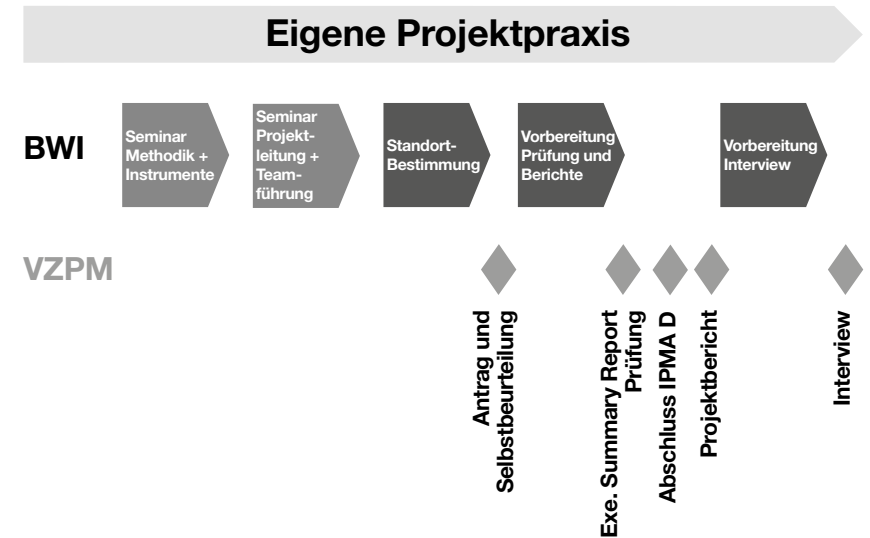 Eigene Projektpraxis
BWI
Seminar
Methodik +
Instrumente
Seminar
Projekt-
leitung +
Team-
führung
Standort-
Bestimmung
Vorbereitung
Prüfung und
Berichte
Vorbereitung
Interview
VZPM
Antrag und
Selbstbeurteilung
Exe. Summary Report
Prüfung
Abschluss IPMA D
Projektbericht
Interview